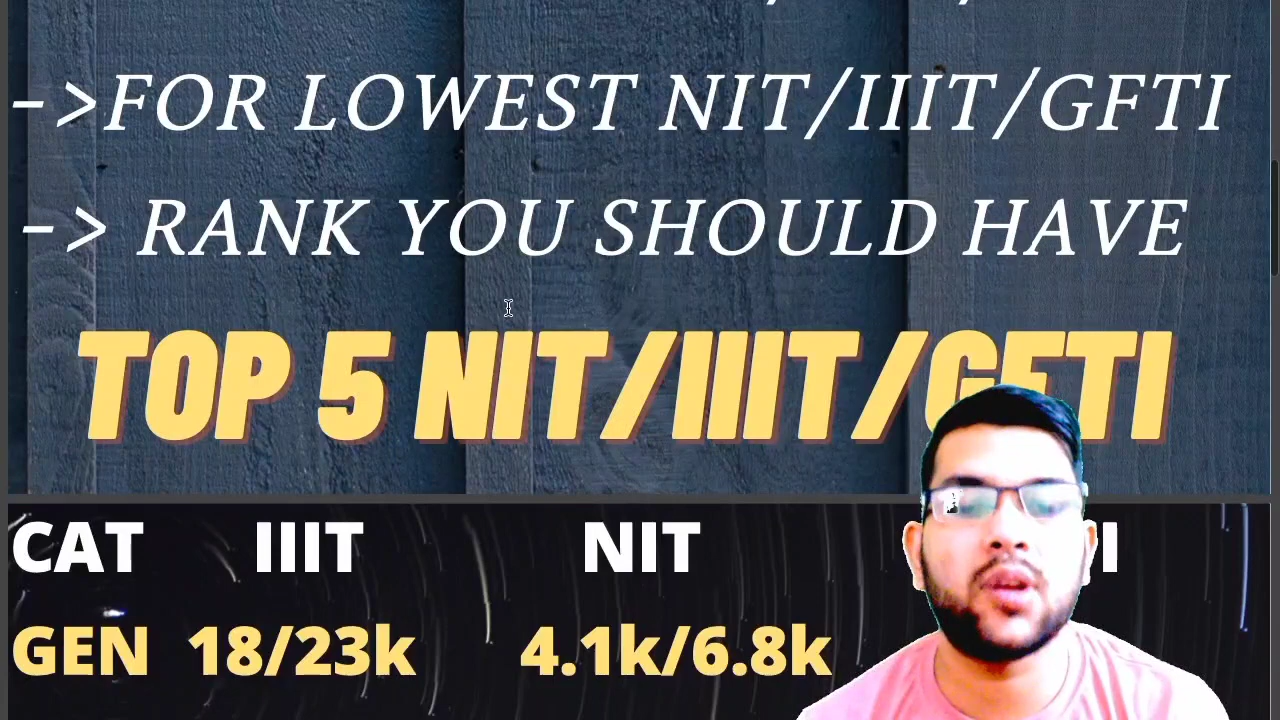 ->FOR LOWEST NIT/IIIT/GFTI
-> RANK YOU SHOULD HAVE
TOP 5 NIT/IIIT/GFTI
CAT IIIT NIT
GEN 18/23k 4.1k/6.8k